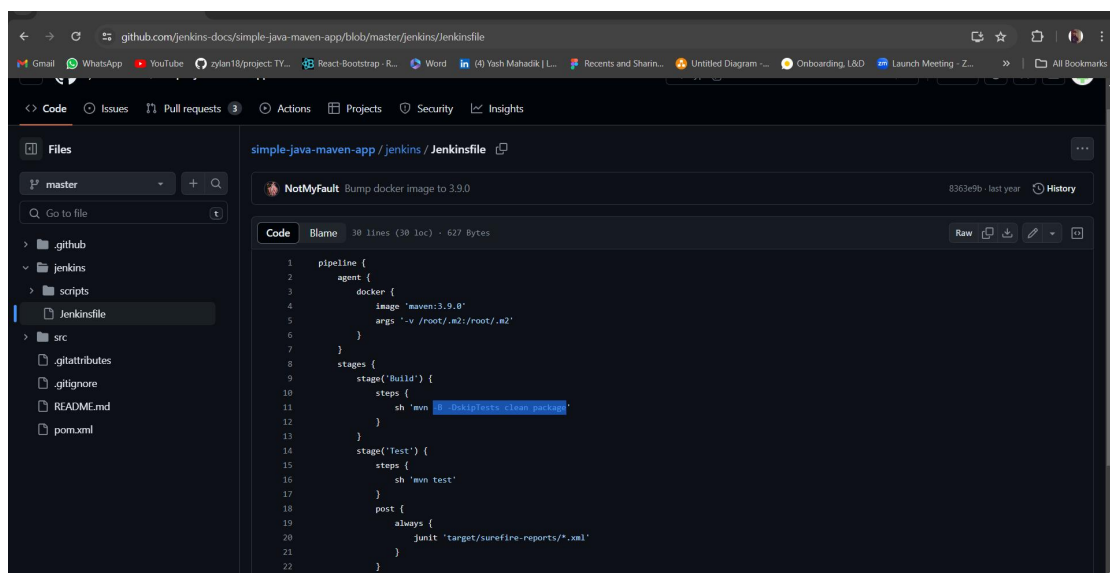 github.com/jenkins-docs/simple-java-maven-app/blob/master/jenkins/Jenkinsfile
Gmail WhatsApp YouTube zylan18/project: TY... React-Bootstrap - R... Word (4) Yash Mahadik | L... Recents and Sharin... Untitled Diagram -... Onboarding, L&D Launch Meeting - Z... » All Bookmarks
Code Issues Pull requests 3 Actions Projects Security Insights
Files
master
Go to file t
.github
jenkins
scripts
Jenkinsfile
src
.gitattributes
.gitignore
README.md
pom.xml
simple-java-maven-app / jenkins / Jenkinsfile
NotMyFault Bump docker image to 3.9.0 8363e9b · last year History
Code Blame 30 lines (30 loc) · 627 Bytes Raw
1 pipeline {
2 agent {
3 docker {
4 image 'maven:3.9.0'
5 args '-v /root/.m2:/root/.m2'
6 }
7 }
8 stages {
9 stage('Build') {
10 steps {
11 sh 'mvn -B -DskipTests clean package'
12 }
13 }
14 stage('Test') {
15 steps {
16 sh 'mvn test'
17 }
18 post {
19 always {
20 junit 'target/surefire-reports/*.xml'
21 }
22 }